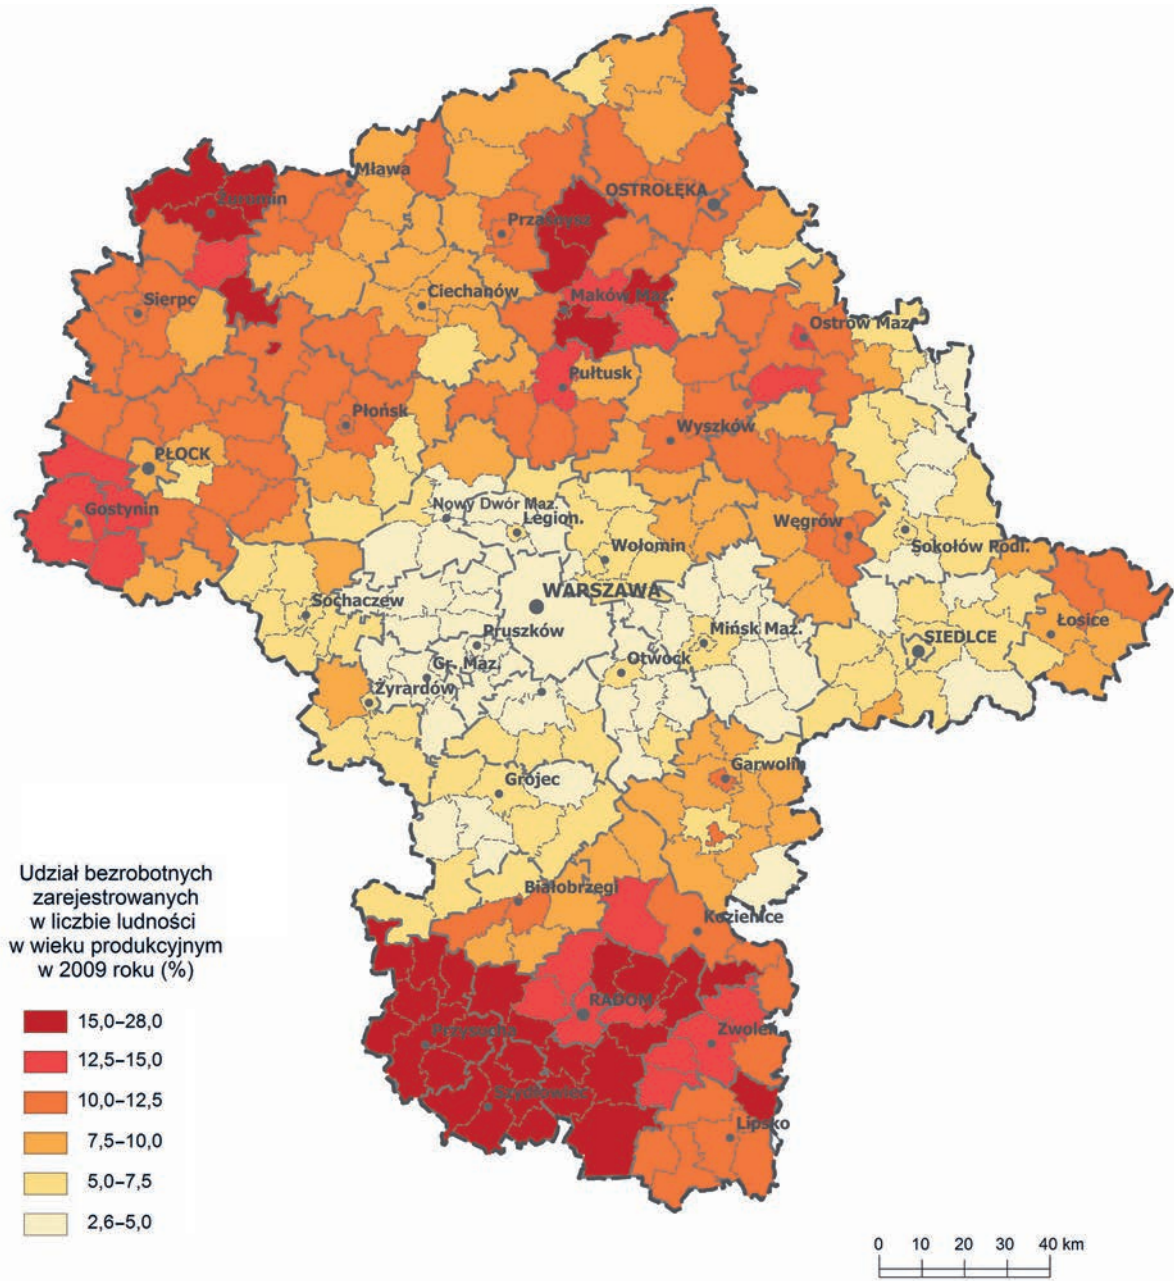 Mława
OSTROŁĘKA
Żuromin
Przasnysz
Ciechanów
Sierpc
Maków Maz.
Ostrów Maz.
Pułtusk
Płońsk
Wyszków
PŁOCK
Gostynin
Nowy Dwór Maz.
Legion.
Węgrów
Sokołów Podl.
Wołomin
WARSZAWA
Sochaczew
Pruszków
Mińsk Maz.
Łosice
SIEDLCE
Gr. Maz.
Otwock
Żyrardów
Garwolin
Grójec
Białobrzegi
Kozienice
RADOM
Przysucha
Zwoleń
Szydłowiec
Lipsko
Udział bezrobotnych
zarejestrowanych
w liczbie ludności
w wieku produkcyjnym
w 2009 roku (%)
15,0–28,0
12,5–15,0
10,0–12,5
7,5–10,0
5,0–7,5
2,6–5,0
0 10 20 30 40 km